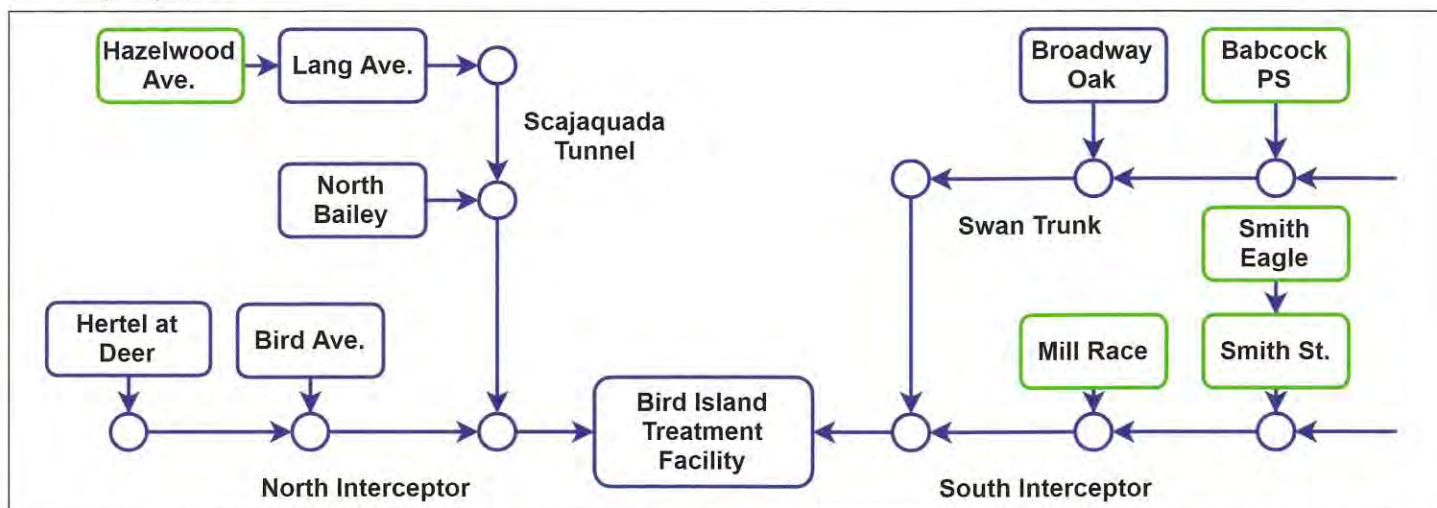 Hazelwood
Ave.
Lang Ave.
Broadway
Oak
Babcock
PS
Scajaquada
Tunnel
North
Bailey
Swan Trunk
Smith
Eagle
Hertel at
Deer
Bird Ave.
Mill Race
Smith St.
Bird Island
Treatment
Facility
North Interceptor
South Interceptor